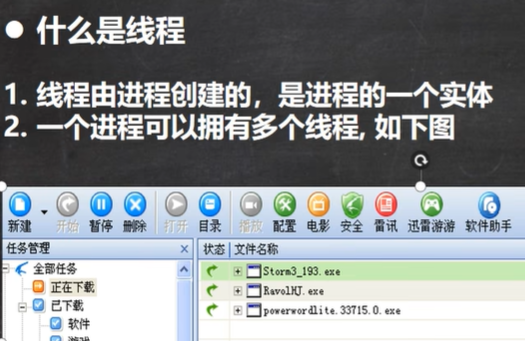 ● 什么是线程
1. 线程由进程创建的，是进程的一个实体
2. 一个进程可以拥有多个线程, 如下图
新建 开始 暂停 删除 打开 目录 播放 配置 电影 安全 雷讯 迅雷游游 软件助手
任务管理 × 状态 文件名称
全部任务
Storm3_193.exe
正在下载
RavolHJ.exe
已下载
powerwordlite.33715.0.exe
软件
游戏